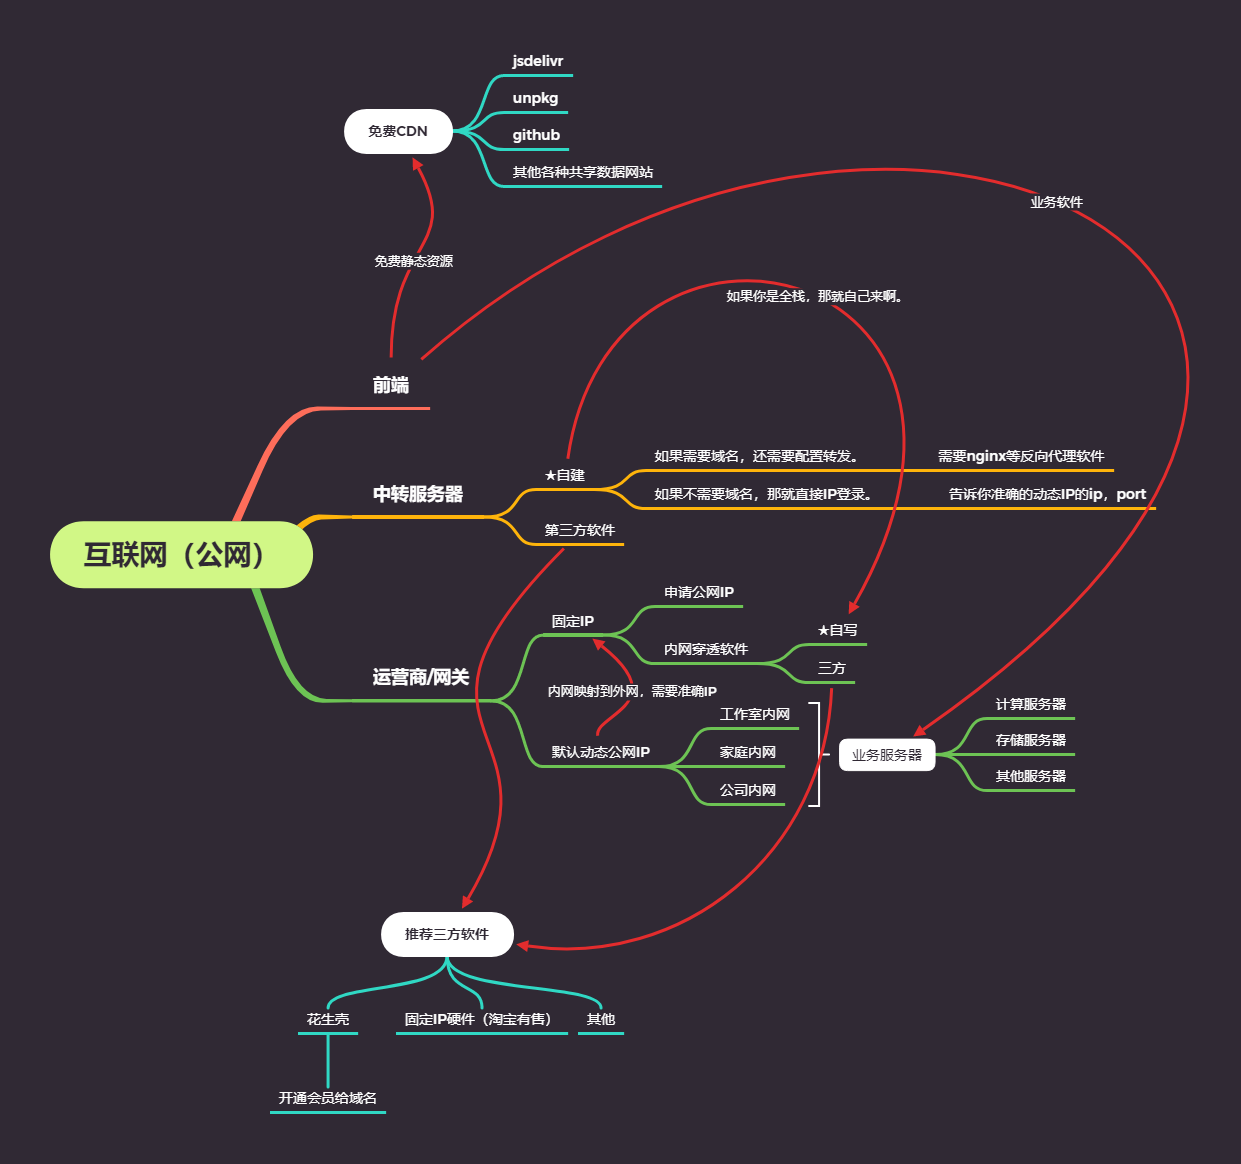 jsdelivr
unpkg
免费CDN
github
其他各种共享数据网站
业务软件
免费静态资源
如果你是全栈，那就自己来啊。
前端
如果需要域名，还需要配置转发。
需要nginx等反向代理软件
★自建
中转服务器
如果不需要域名，那就直接IP登录。
告诉你准确的动态IP的ip，port
第三方软件
互联网（公网）
申请公网IP
固定IP
★自写
内网穿透软件
三方
运营商/网关
内网映射到外网，需要准确IP
计算服务器
工作室内网
存储服务器
默认动态公网IP
家庭内网
业务服务器
其他服务器
公司内网
推荐三方软件
花生壳
固定IP硬件（淘宝有售）
其他
开通会员给域名